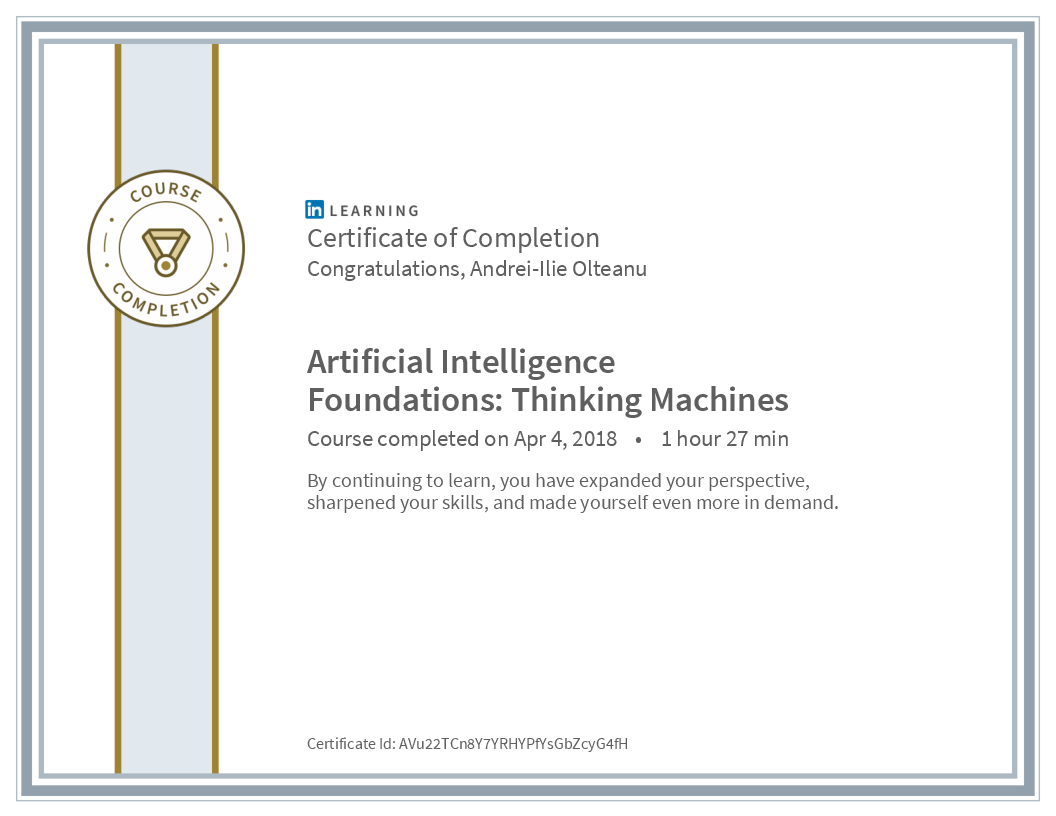 COURSE
COMPLETION
in LEARNING
Certificate of Completion
Congratulations, Andrei-Ilie Olteanu
Artificial Intelligence
Foundations: Thinking Machines
Course completed on Apr 4, 2018 • 1 hour 27 min
By continuing to learn, you have expanded your perspective,
sharpened your skills, and made yourself even more in demand.
Certificate Id: AVu22TCn8Y7YRHYPfYsGbZcyG4fH